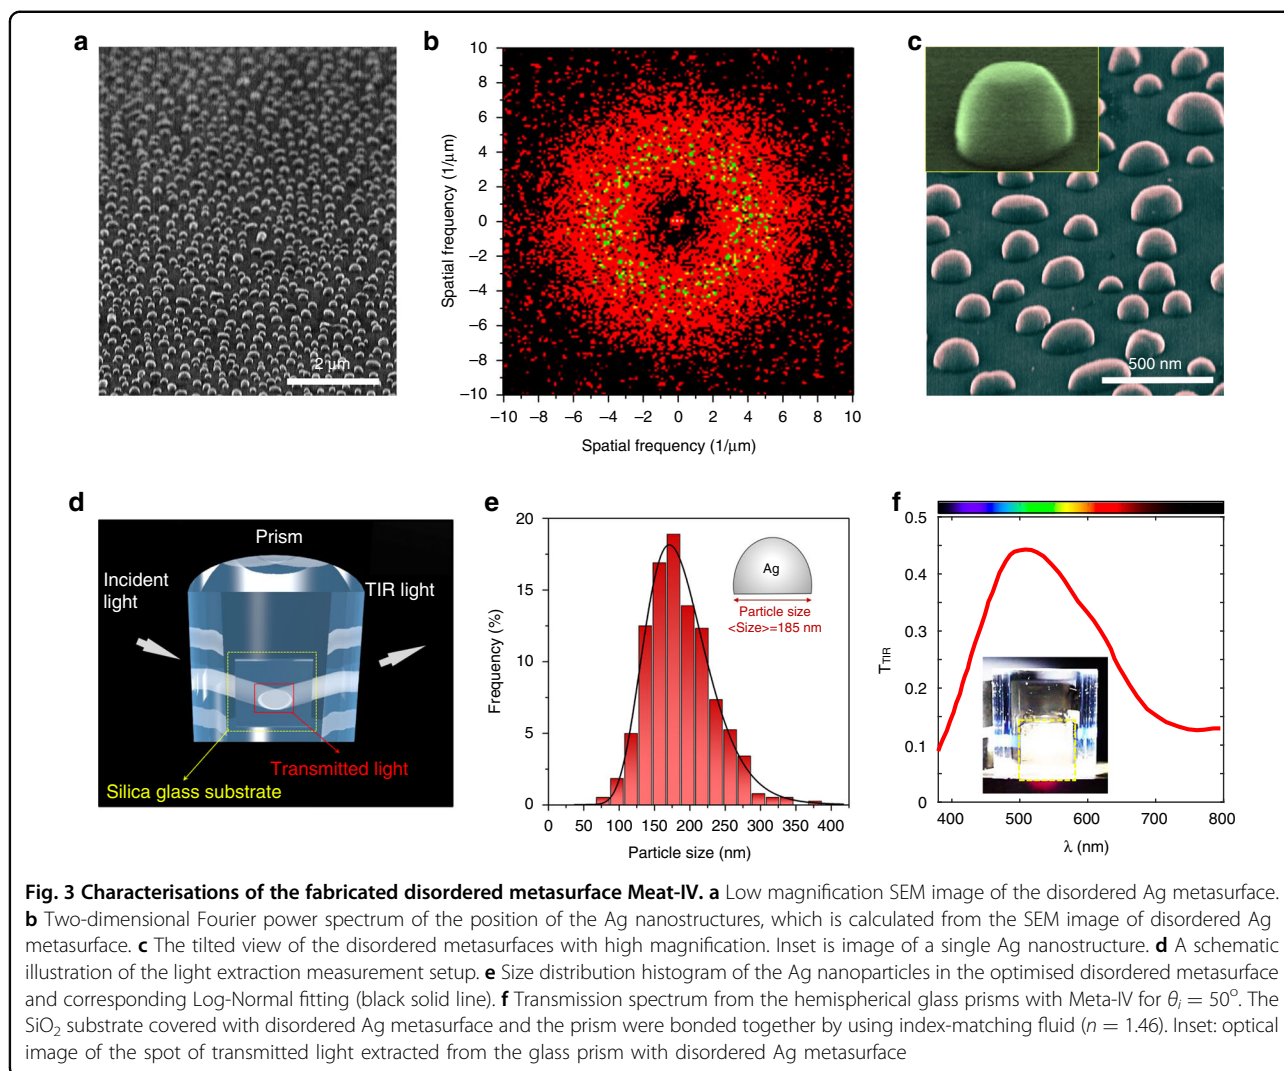 a
2 μm
b
10
8
6
4
2
0
−2
−4
−6
−8
−10
Spatial frequency (1/μm)
−10 −8 −6 −4 −2 0 2 4 6 8 10
Spatial frequency (1/μm)
c
500 nm
d
Prism
Incident
light
TIR light
Transmitted light
Silica glass substrate
e
20
15
10
5
0
Frequency (%)
Ag
Particle size
<Size>=185 nm
0 50 100 150 200 250 300 350 400
Particle size (nm)
f
0.5
0.4
0.3
0.2
0.1
0
T_TIR
400 500 600 700 800
λ (nm)
Fig. 3 Characterisations of the fabricated disordered metasurface Meat-IV. a Low magnification SEM image of the disordered Ag metasurface.
b Two-dimensional Fourier power spectrum of the position of the Ag nanostructures, which is calculated from the SEM image of disordered Ag
metasurface. c The tilted view of the disordered metasurfaces with high magnification. Inset is image of a single Ag nanostructure. d A schematic
illustration of the light extraction measurement setup. e Size distribution histogram of the Ag nanoparticles in the optimised disordered metasurface
and corresponding Log-Normal fitting (black solid line). f Transmission spectrum from the hemispherical glass prisms with Meta-IV for θi = 50°. The
SiO2 substrate covered with disordered Ag metasurface and the prism were bonded together by using index-matching fluid (n = 1.46). Inset: optical
image of the spot of transmitted light extracted from the glass prism with disordered Ag metasurface